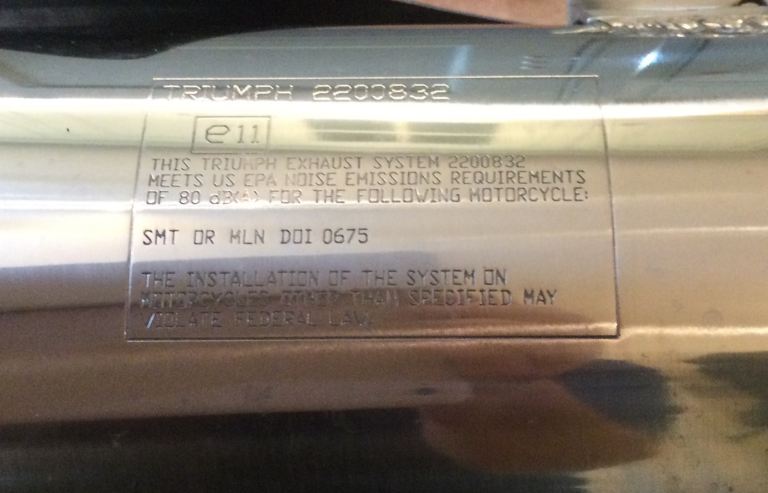 TRIUMPH 2200832
e11
THIS TRIUMPH EXHAUST SYSTEM 2200832
MEETS US EPA NOISE EMISSIONS REQUIREMENTS
OF 80 dB(A) FOR THE FOLLOWING MOTORCYCLE:
SMT OR MLN DOI 0675
THE INSTALLATION OF THE SYSTEM ON
MOTORCYCLES OTHER THAN SPECIFIED MAY
VIOLATE FEDERAL LAW.